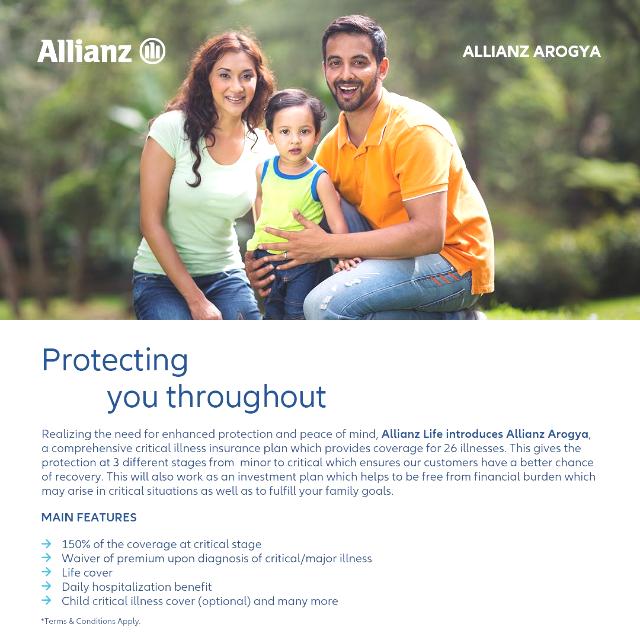 Allianz
ALLIANZ AROGYA
Protecting
you throughout
Realizing the need for enhanced protection and peace of mind, Allianz Life introduces Allianz Arogya,
a comprehensive critical illness insurance plan which provides coverage for 26 illnesses. This gives the
protection at 3 different stages from minor to critical which ensures our customers have a better chance
of recovery. This will also work as an investment plan which helps to be free from financial burden which
may arise in critical situations as well as to fulfill your family goals.
MAIN FEATURES
→ 150% of the coverage at critical stage
→ Waiver of premium upon diagnosis of critical/major illness
→ Life cover
→ Daily hospitalization benefit
→ Child critical illness cover (optional) and many more
*Terms & Conditions Apply.